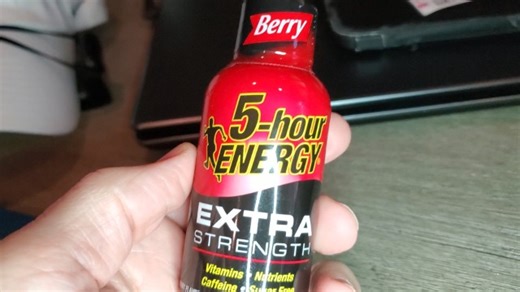 Berry
5-hour
ENERGY
EXTRA
STRENGTH
Vitamins • Nutrients
Caffeine • Sugar Free